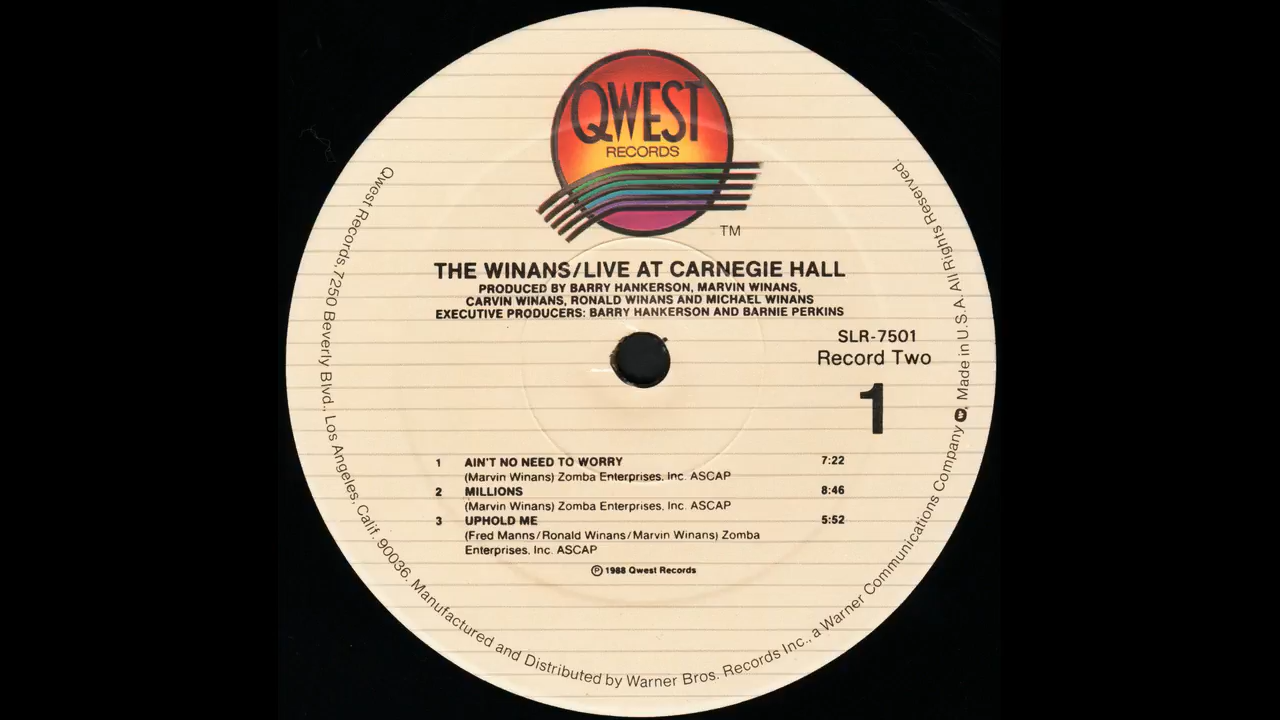 QWEST
RECORDS
TM
THE WINANS/LIVE AT CARNEGIE HALL
PRODUCED BY BARRY HANKERSON, MARVIN WINANS,
CARVIN WINANS, RONALD WINANS AND MICHAEL WINANS
EXECUTIVE PRODUCERS: BARRY HANKERSON AND BARNIE PERKINS
SLR-7501
Record Two
1
1 AIN'T NO NEED TO WORRY 7:22
(Marvin Winans) Zomba Enterprises, Inc. ASCAP
2 MILLIONS 8:46
(Marvin Winans) Zomba Enterprises, Inc. ASCAP
3 UPHOLD ME 5:52
(Fred Manns/Ronald Winans/Marvin Winans) Zomba
Enterprises, Inc. ASCAP
℗ 1988 Qwest Records
Qwest Records, 7250 Beverly Blvd., Los Angeles, Calif. 90036. Manufactured and Distributed by Warner Bros. Records Inc., a Warner Communications Company W, Made in U.S.A. All Rights Reserved.